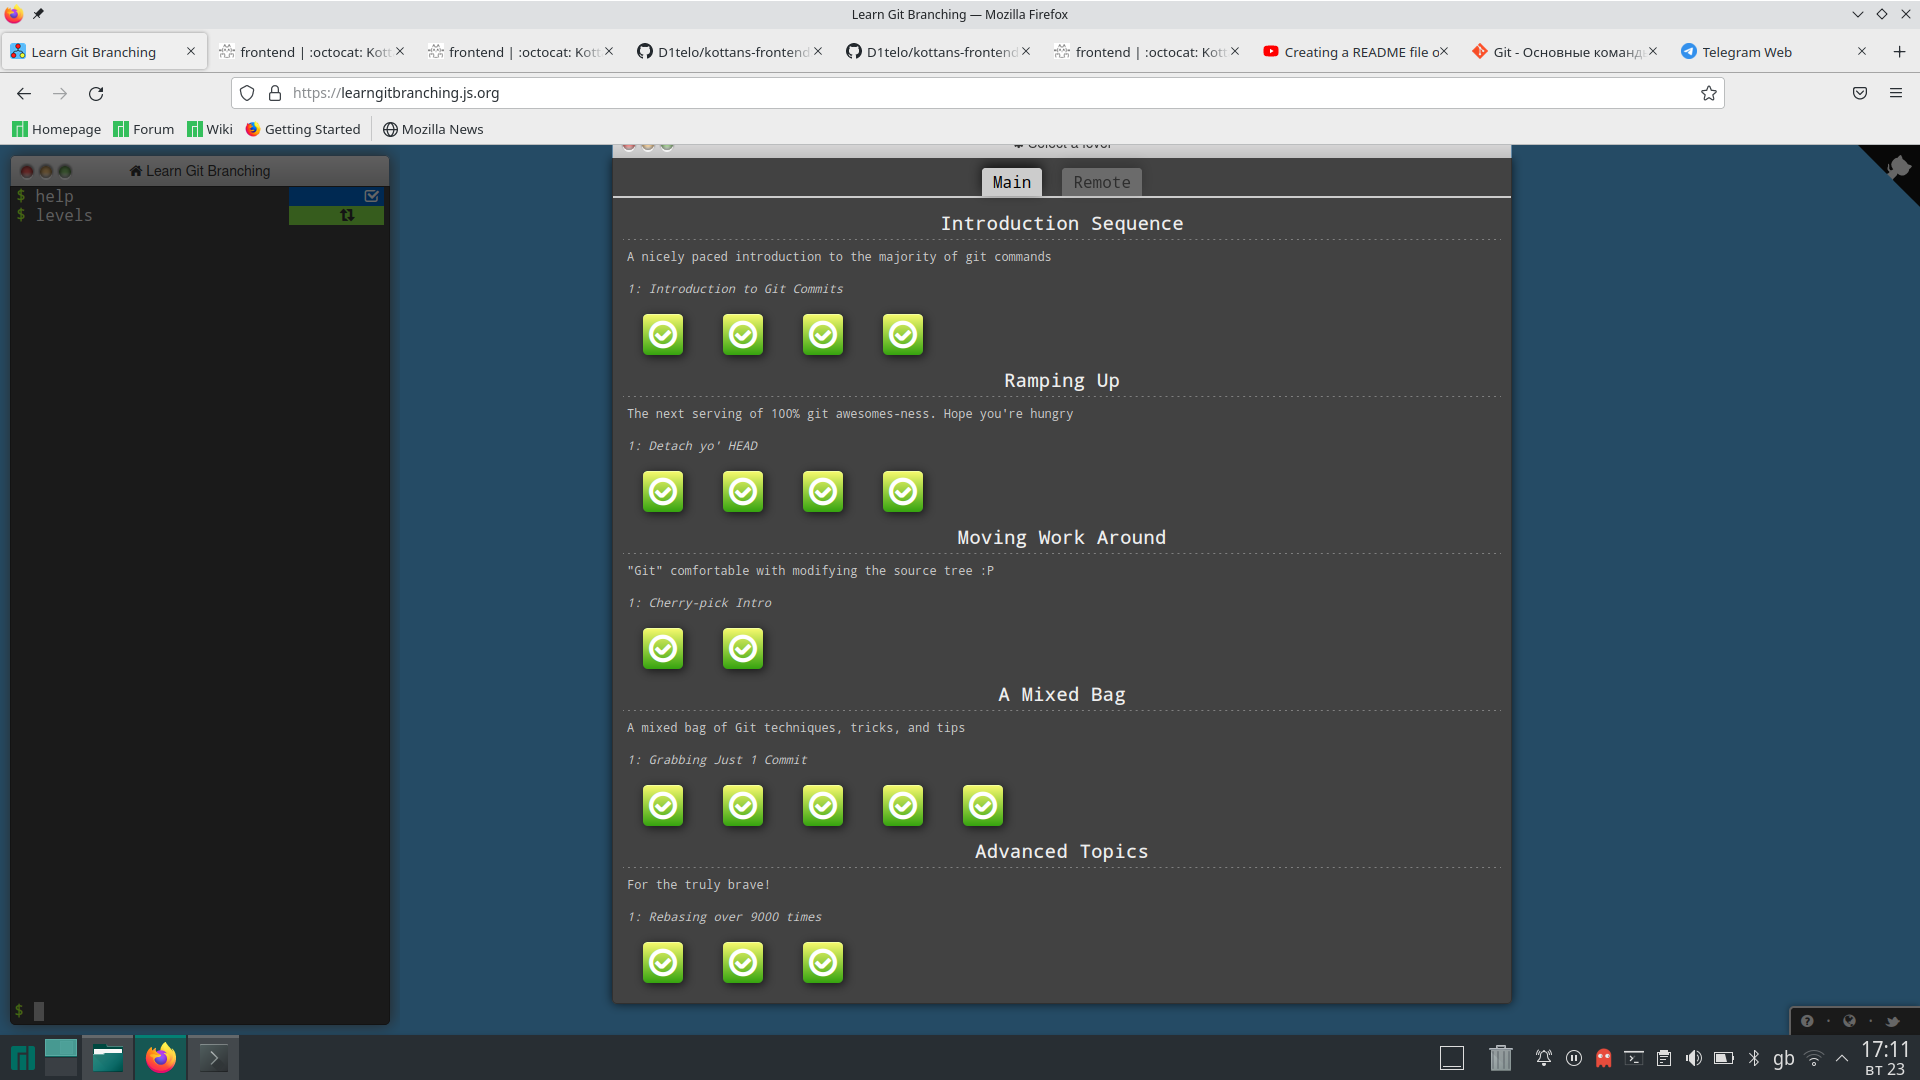 Learn Git Branching — Mozilla Firefox
Learn Git Branching
frontend | :octocat: Kott
frontend | :octocat: Kott
D1telo/kottans-frontend
D1telo/kottans-frontend
frontend | :octocat: Kott
Creating a README file o
Git - Основные команды
Telegram Web
https://learngitbranching.js.org
Homepage
Forum
Wiki
Getting Started
Mozilla News
Learn Git Branching
$ help
$ levels
$
Select a level
Main
Remote
Introduction Sequence
A nicely paced introduction to the majority of git commands
1: Introduction to Git Commits
Ramping Up
The next serving of 100% git awesomes-ness. Hope you're hungry
1: Detach yo' HEAD
Moving Work Around
"Git" comfortable with modifying the source tree :P
1: Cherry-pick Intro
A Mixed Bag
A mixed bag of Git techniques, tricks, and tips
1: Grabbing Just 1 Commit
Advanced Topics
For the truly brave!
1: Rebasing over 9000 times
gb
17:11
вт 23